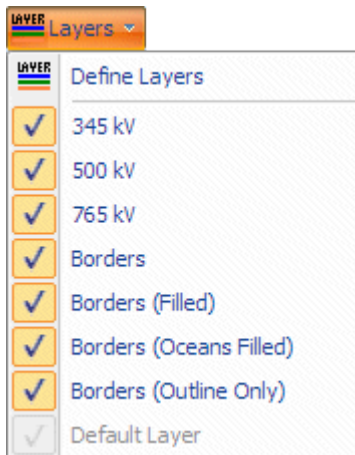 LAYER Layers
LAYER Define Layers
345 kV
500 kV
765 kV
Borders
Borders (Filled)
Borders (Oceans Filled)
Borders (Outline Only)
Default Layer